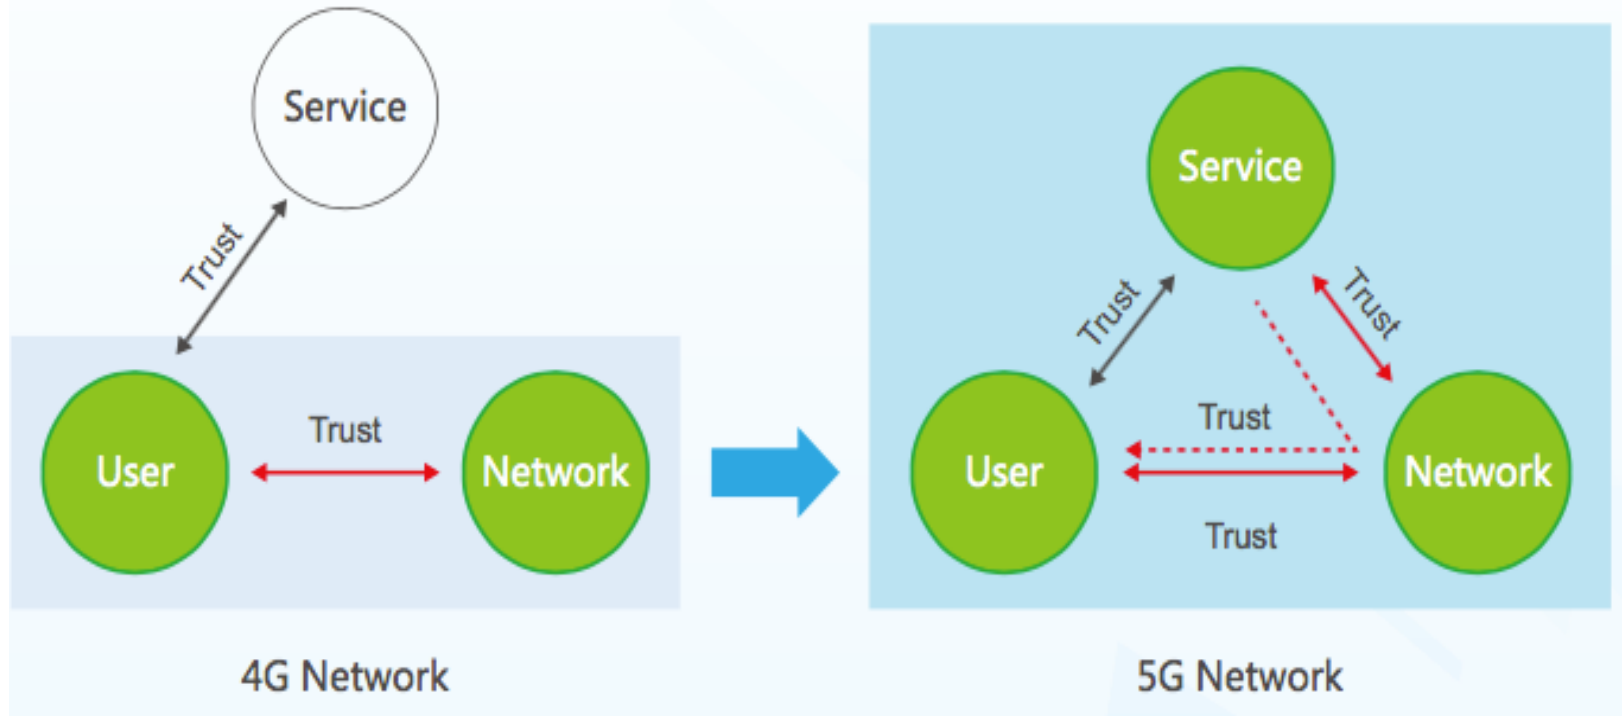 Service
Trust
User
Trust
Network
4G Network
Service
Trust
Trust
User
Trust
Trust
Network
5G Network